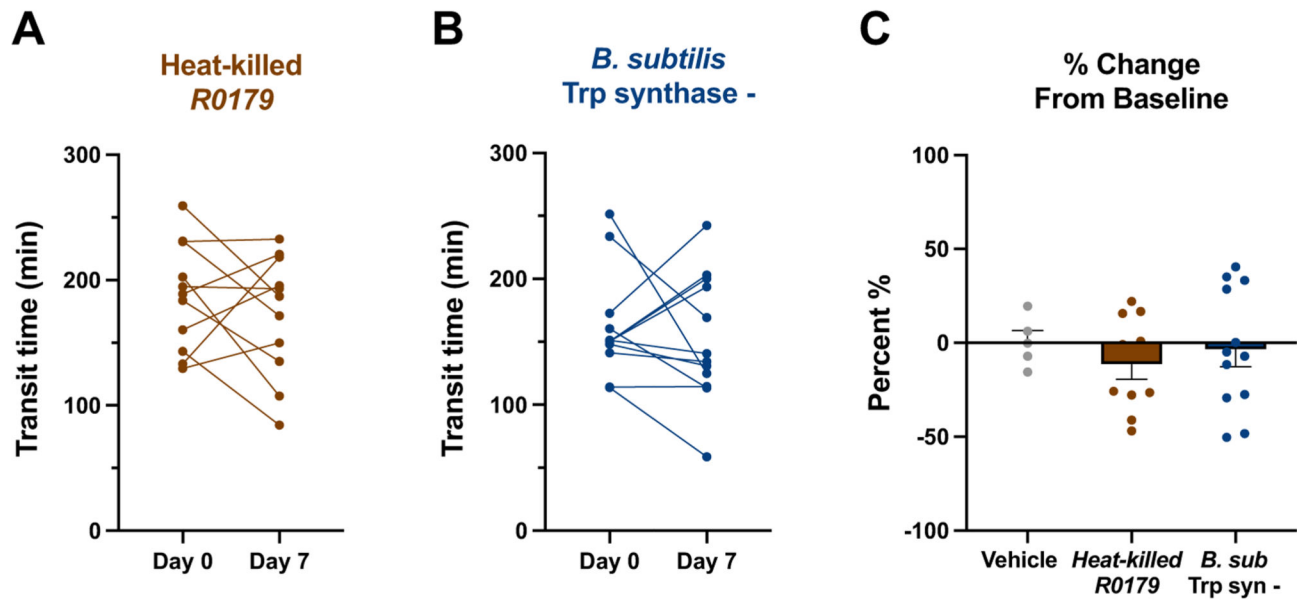 A
Heat-killed
R0179
Transit time (min)
300
200
100
0
Day 0
Day 7
B
B. subtilis
Trp synthase -
Transit time (min)
300
200
100
0
Day 0
Day 7
C
% Change
From Baseline
Percent %
100
50
0
-50
-100
Vehicle
Heat-killed
R0179
B. sub
Trp syn -